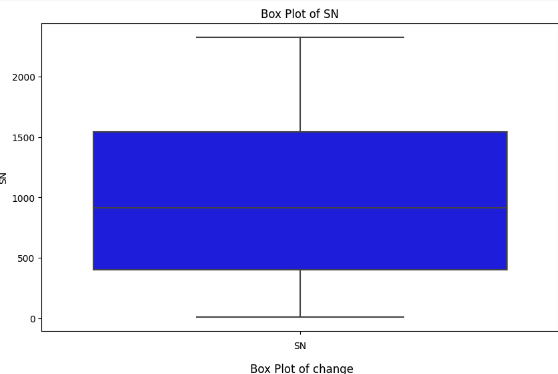 Box Plot of SN
2000
1500
1000
500
0
SN
SN
Box Plot of change